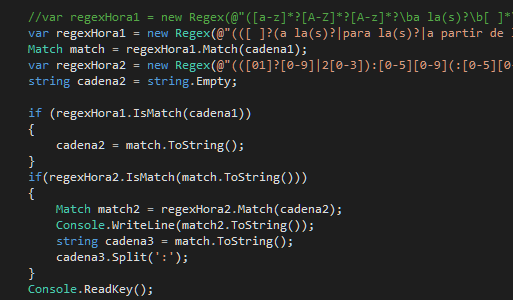 //var regexHora1 = new Regex(@"([a-z]*?[A-Z]*?[A-z]*?\ba la(s)?\b[ ]*
var regexHora1 = new Regex(@"(([ ]?(a la(s)?|para la(s)?|a partir de
Match match = regexHora1.Match(cadena1);
var regexHora2 = new Regex(@"(([01]?[0-9]|2[0-3]):[0-5][0-9](:[0-5][0-
string cadena2 = string.Empty;
if (regexHora1.IsMatch(cadena1))
{
cadena2 = match.ToString();
}
if(regexHora2.IsMatch(match.ToString()))
{
Match match2 = regexHora2.Match(cadena2);
Console.WriteLine(match2.ToString());
string cadena3 = match.ToString();
cadena3.Split(':');
}
Console.ReadKey();